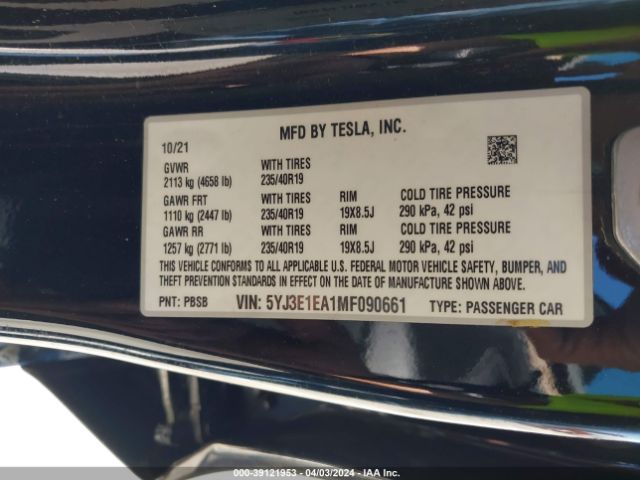 MFD BY TESLA, INC.
10/21
GVWR WITH TIRES
2113 kg (4658 lb) 235/40R19
GAWR FRT WITH TIRES RIM COLD TIRE PRESSURE
1110 kg (2447 lb) 235/40R19 19X8.5J 290 kPa, 42 psi
GAWR RR WITH TIRES RIM COLD TIRE PRESSURE
1257 kg (2771 lb) 235/40R19 19X8.5J 290 kPa, 42 psi
THIS VEHICLE CONFORMS TO ALL APPLICABLE U.S. FEDERAL MOTOR VEHICLE SAFETY, BUMPER, AND
THEFT PREVENTION STANDARDS IN EFFECT ON THE DATE OF MANUFACTURE SHOWN ABOVE.
PNT: PBSB VIN: 5YJ3E1EA1MF090661 TYPE: PASSENGER CAR
000-39121953 - 04/03/2024 - IAA Inc.